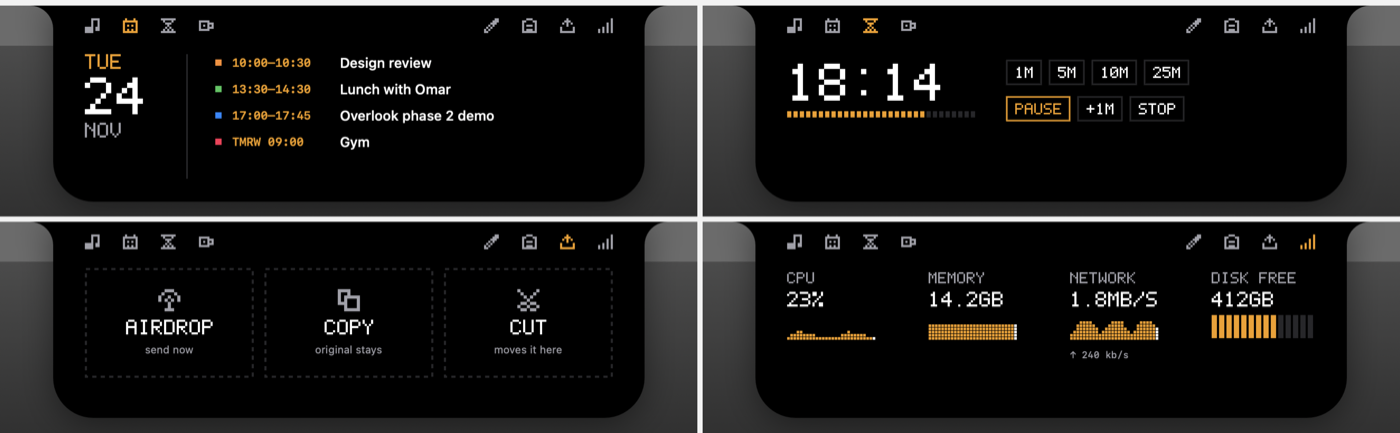 TUE
24
NOV
10:00–10:30 Design review
13:30–14:30 Lunch with Omar
17:00–17:45 Overlook phase 2 demo
TMRW 09:00 Gym
18:14
1M 5M 10M 25M
PAUSE +1M STOP
AIRDROP
send now
COPY
original stays
CUT
moves it here
CPU
23%
MEMORY
14.2GB
NETWORK
1.8MB/S
↑ 240 kb/s
DISK FREE
412GB